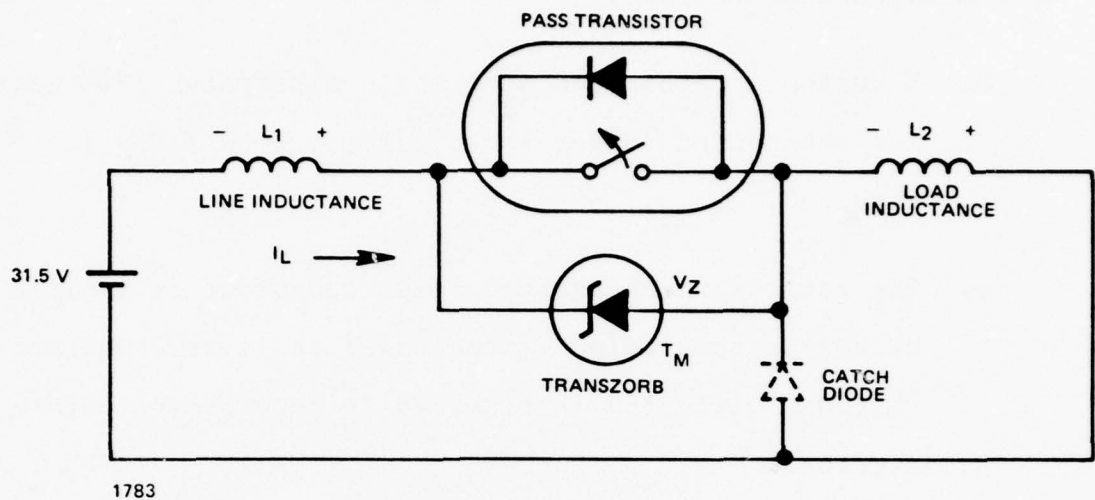 PASS TRANSISTOR
- L1 +
LINE INDUCTANCE
- L2 +
LOAD
INDUCTANCE
IL
31.5 V
VZ
TM
TRANSZORB
CATCH
DIODE
1783